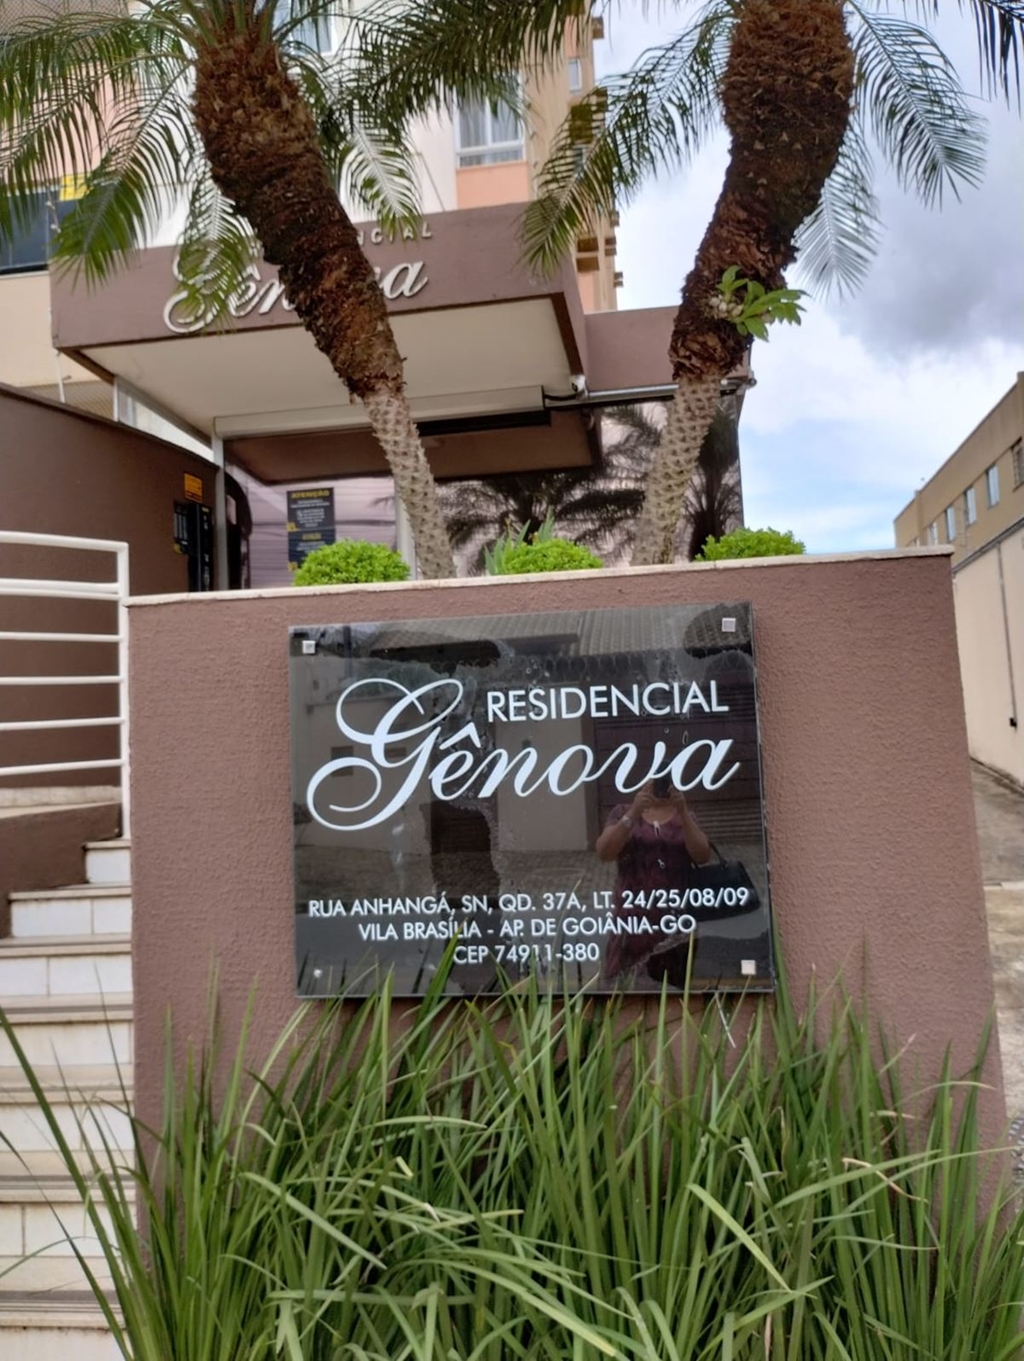 Gênova
ATENÇÃO
RESIDENCIAL
Gênova
RUA ANHANGÁ, SN, QD. 37A, LT. 24/25/08/09
VILA BRASÍLIA - AP. DE GOIÂNIA-GO
CEP 74911-380